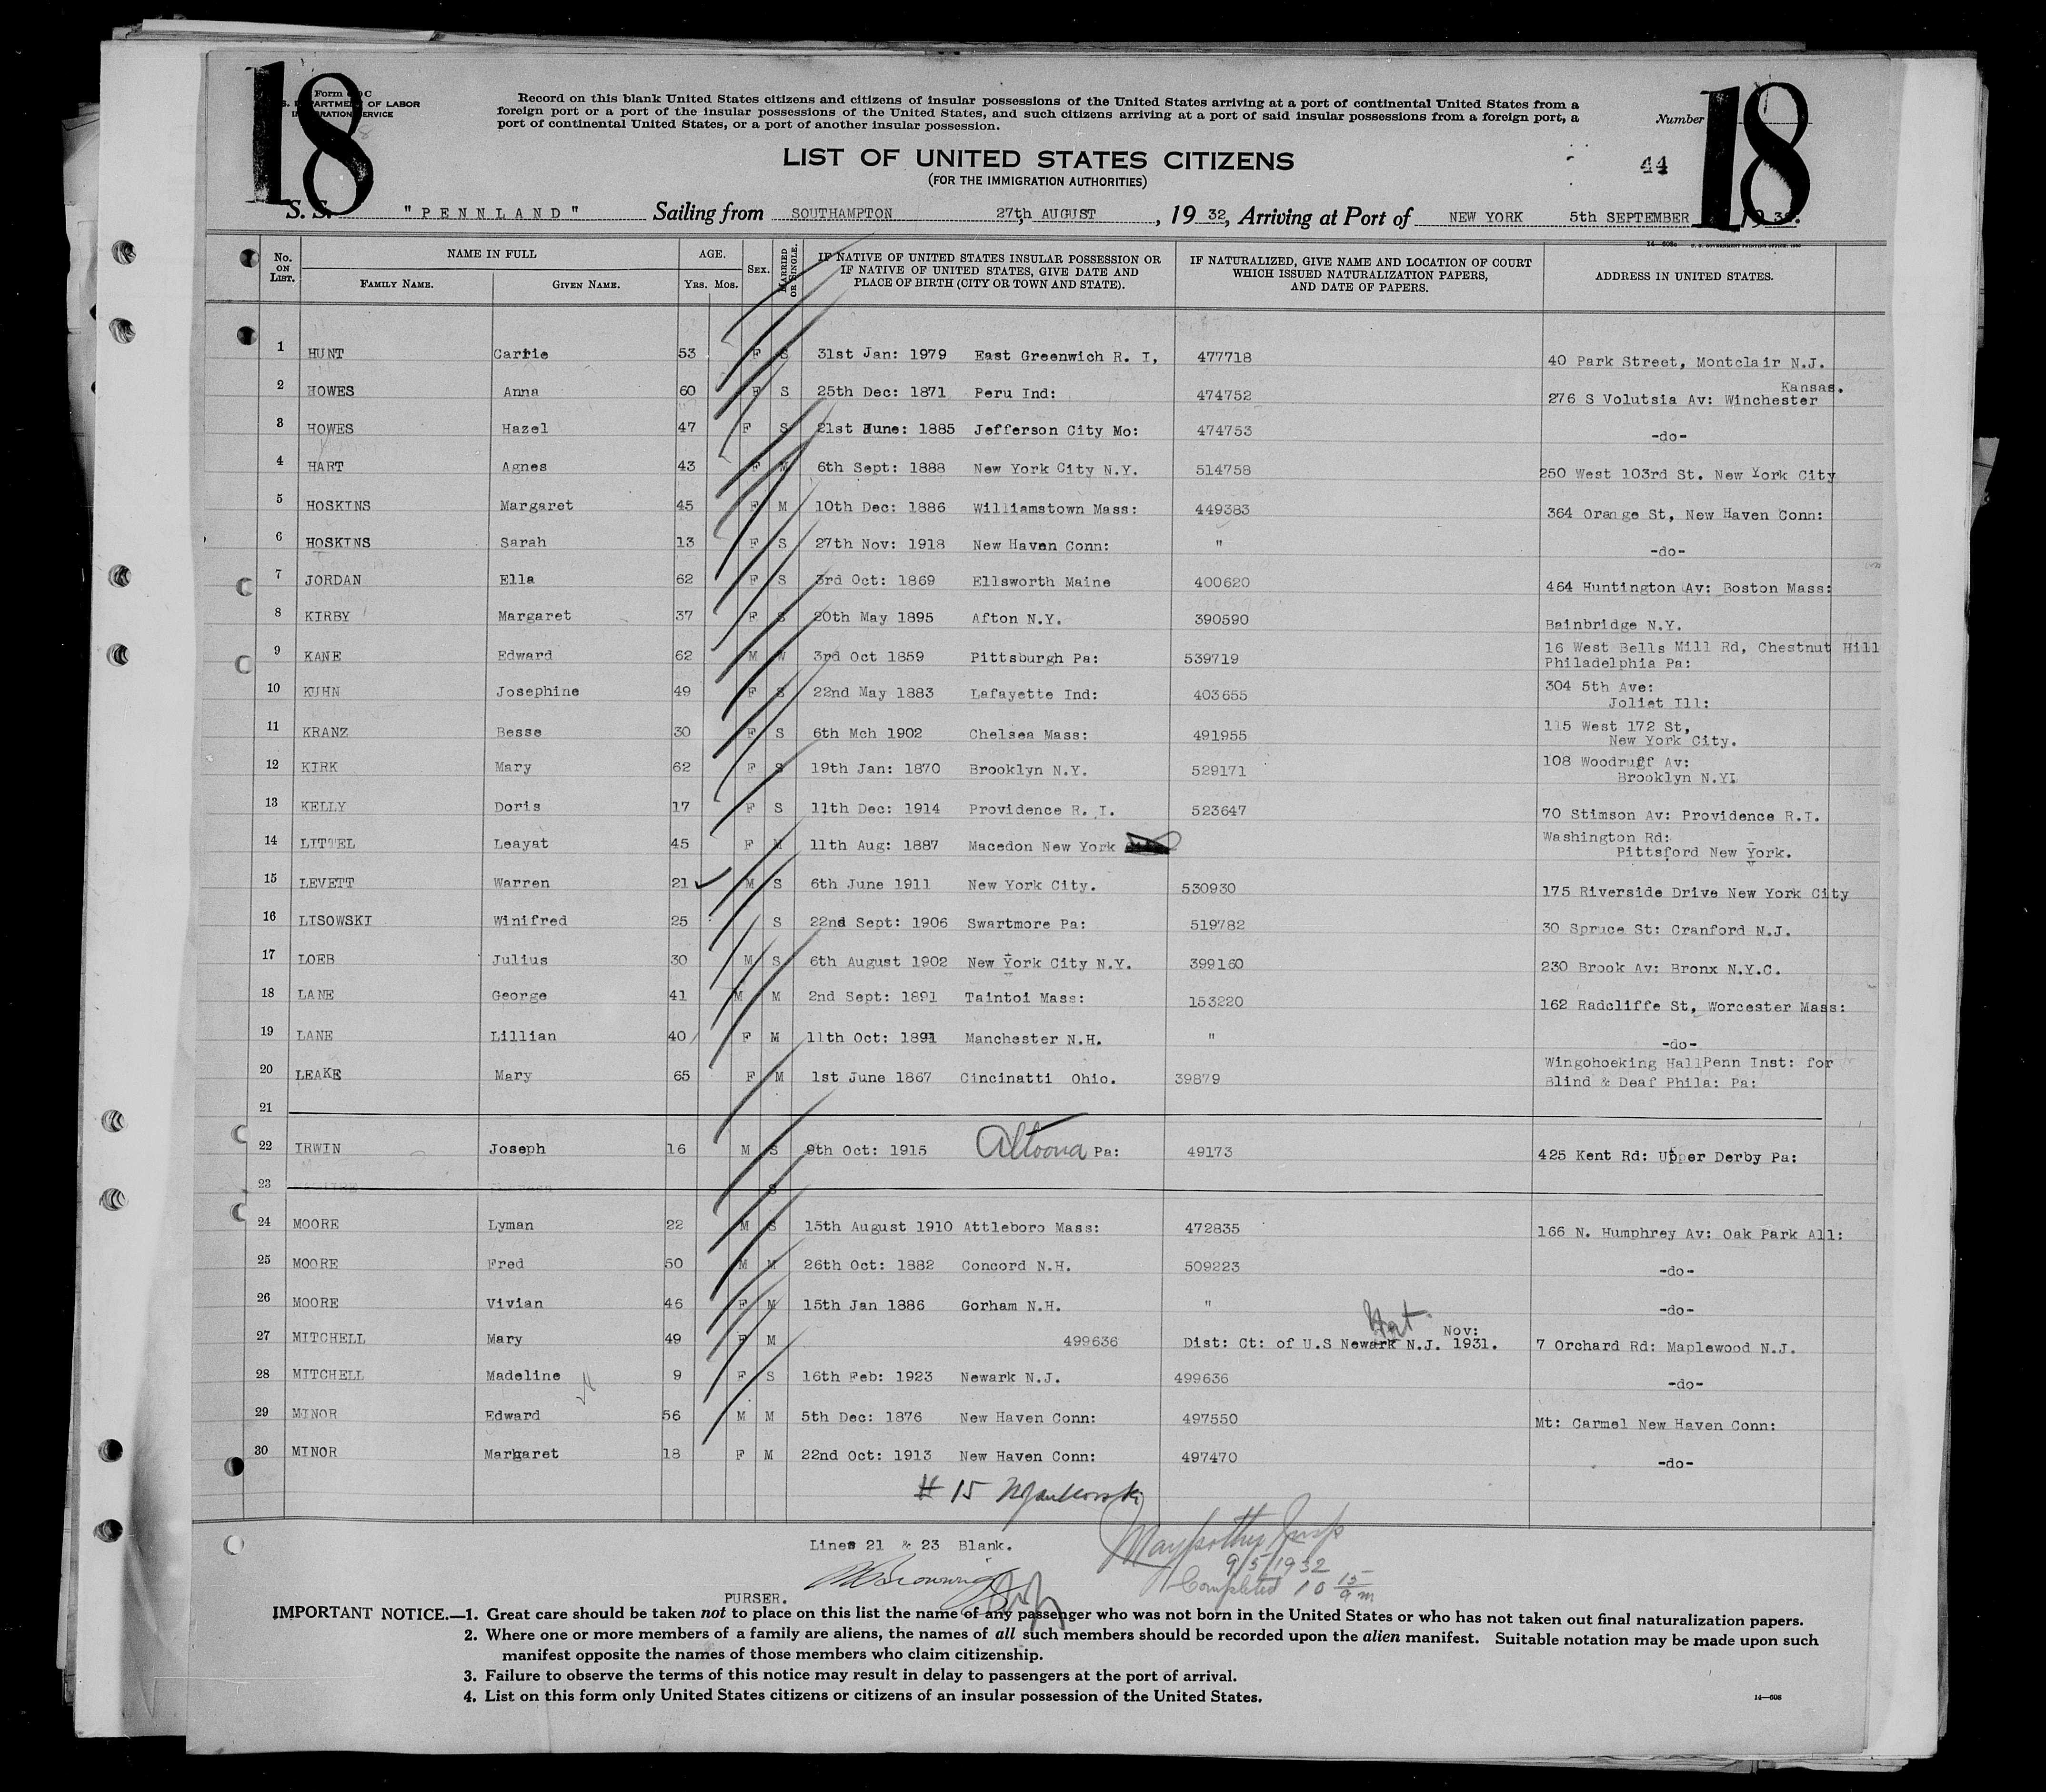 18
18
Form 630 C
U. S. DEPARTMENT OF LABOR
IMMIGRATION SERVICE
Record on this blank United States citizens and citizens of insular possessions of the United States arriving at a port of continental United States from a
foreign port or a port of the insular possessions of the United States, and such citizens arriving at a port of said insular possessions from a foreign port, a
port of continental United States, or a port of another insular possession.
Number
LIST OF UNITED STATES CITIZENS
44
(FOR THE IMMIGRATION AUTHORITIES)
S. S. "PENNLAND" Sailing from SOUTHAMPTON 27th AUGUST, 1932, Arriving at Port of NEW YORK 5th SEPTEMBER 1932.
No. ON LIST. NAME IN FULL AGE. Sex. MARRIED OR SINGLE. IF NATIVE OF UNITED STATES INSULAR POSSESSION OR IF NATIVE OF UNITED STATES, GIVE DATE AND PLACE OF BIRTH (CITY OR TOWN AND STATE). IF NATURALIZED, GIVE NAME AND LOCATION OF COURT WHICH ISSUED NATURALIZATION PAPERS, AND DATE OF PAPERS. ADDRESS IN UNITED STATES.
FAMILY NAME. GIVEN NAME. Yrs. Mos.
1 HUNT Carrie 53 F S 31st Jan: 1979 East Greenwich R. I, 477718 40 Park Street, Montclair N.J.
2 HOWES Anna 60 F S 25th Dec: 1871 Peru Ind: 474752 276 S Volutsia Av: Winchester Kansas.
3 HOWES Hazel 47 F S 21st June: 1885 Jefferson City Mo: 474753 -do-
4 HART Agnes 43 F M 6th Sept: 1888 New York City N.Y. 514758 250 West 103rd St. New York City
5 HOSKINS Margaret 45 F M 10th Dec: 1886 Williamstown Mass: 449383 364 Orange St, New Haven Conn:
6 HOSKINS Sarah 13 F S 27th Nov: 1918 New Haven Conn: " -do-
7 JORDAN Ella 62 F S 3rd Oct: 1869 Ellsworth Maine 400620 464 Huntington Av: Boston Mass:
8 KIRBY Margaret 37 F S 20th May 1895 Afton N.Y. 390590 Bainbridge N.Y.
9 KANE Edward 62 M W 3rd Oct 1859 Pittsburgh Pa: 539719 16 West Bells Mill Rd, Chestnut Hill
Philadelphia Pa:
10 KUHN Josephine 49 F S 22nd May 1883 Lafayette Ind: 403655 304 5th Ave:
Joliet Ill:
11 KRANZ Besse 30 F S 6th Mch 1902 Chelsea Mass: 491955 115 West 172 St,
New York City.
12 KIRK Mary 62 F S 19th Jan: 1870 Brooklyn N.Y. 529171 108 Woodruff Av:
Brooklyn N.YL
13 KELLY Doris 17 F S 11th Dec: 1914 Providence R. I. 523647 70 Stimson Av: Providence R.I.
14 LITTEL Leayat 45 F M 11th Aug: 1887 Macedon New York Washington Rd:
Pittsford New York.
15 LEVETT Warren 21 M S 6th June 1911 New York City. 530930 175 Riverside Drive New York City
16 LISOWSKI Winifred 25 S 22nd Sept: 1906 Swartmore Pa: 519782 30 Spruce St: Cranford N.J.
17 LOEB Julius 30 M S 6th August 1902 New York City N.Y. 399160 230 Brook Av: Bronx N.Y.C.
18 LANE George 41 M M 2nd Sept: 1891 Taintoi Mass: 153220 162 Radcliffe St, Worcester Mass:
19 LANE Lillian 40 F M 11th Oct: 1891 Manchester N.H. " -do-
20 LEAKE Mary 65 F M 1st June 1867 Cincinatti Ohio. 39879 Wingohoeking HallPenn Inst: for
Blind & Deaf Phila: Pa:
21
22 IRWIN Joseph 16 M S 9th Oct: 1915 Altoona Pa: 49173 425 Kent Rd: Upper Derby Pa:
23 S
24 MOORE Lyman 22 M S 15th August 1910 Attleboro Mass: 472835 166 N. Humphrey Av: Oak Park All:
25 MOORE Fred 50 M M 26th Oct: 1882 Concord N.H. 509223 -do-
26 MOORE Vivian 46 F M 15th Jan 1886 Gorham N.H. " -do-
27 MITCHELL Mary 49 F M 499636 Dist: Ct: of U.S Newark N.J. Nov: 1931. 7 Orchard Rd: Maplewood N.J.
28 MITCHELL Madeline 9 F S 16th Feb: 1923 Newark N.J. 499636 -do-
29 MINOR Edward 56 M M 5th Dec: 1876 New Haven Conn: 497550 Mt: Carmel New Haven Conn:
30 MINOR Margaret 18 F M 22nd Oct: 1913 New Haven Conn: 497470 -do-
# 15
Lines 21 & 23 Blank.
9/5/1932
Completed 10 15 am
PURSER.
IMPORTANT NOTICE.—1. Great care should be taken not to place on this list the name of any passenger who was not born in the United States or who has not taken out final naturalization papers.
2. Where one or more members of a family are aliens, the names of all such members should be recorded upon the alien manifest. Suitable notation may be made upon such
manifest opposite the names of those members who claim citizenship.
3. Failure to observe the terms of this notice may result in delay to passengers at the port of arrival.
4. List on this form only United States citizens or citizens of an insular possession of the United States.
14—608